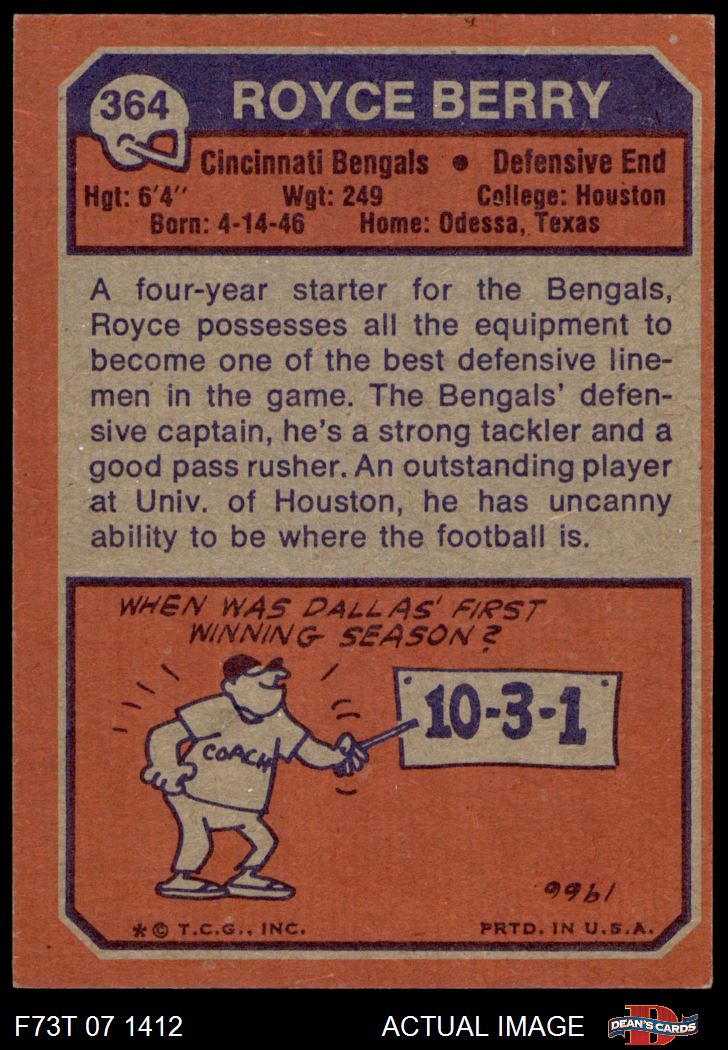 364
ROYCE BERRY
Cincinnati Bengals • Defensive End
Hgt: 6'4" Wgt: 249 College: Houston
Born: 4-14-46 Home: Odessa, Texas
A four-year starter for the Bengals,
Royce possesses all the equipment to
become one of the best defensive line-
men in the game. The Bengals' defen-
sive captain, he's a strong tackler and a
good pass rusher. An outstanding player
at Univ. of Houston, he has uncanny
ability to be where the football is.
WHEN WAS DALLAS' FIRST
WINNING SEASON?
10-3-1
COACH
1966
* © T.C.G., INC. PRTD. IN U.S.A.
F73T 07 1412 ACTUAL IMAGE
D
DEAN'S CARDS